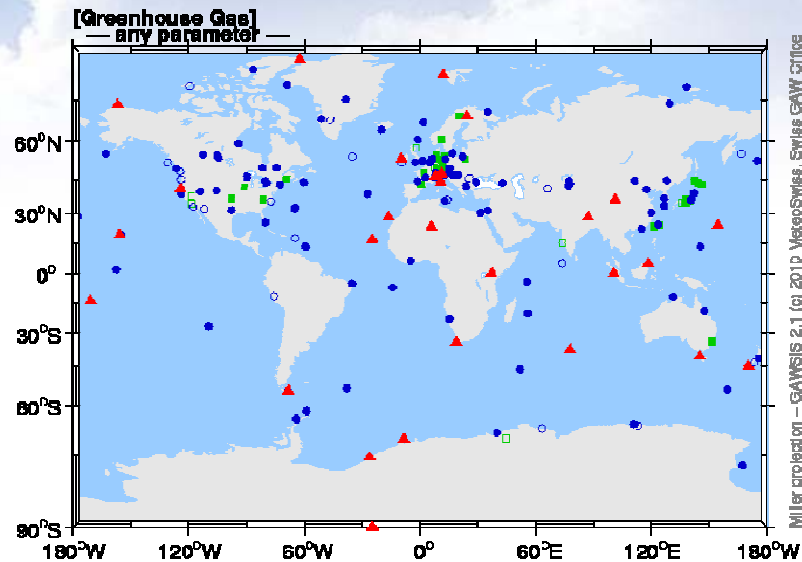 [Greenhouse Gas]
— any parameter —
60°N
30°N
0°
30°S
60°S
90°S
180°W
120°W
60°W
0°
60°E
120°E
180°W
Miller projection - GAWSIS 2.1 (c) 2010 MeteoSwiss Swiss GAW Office